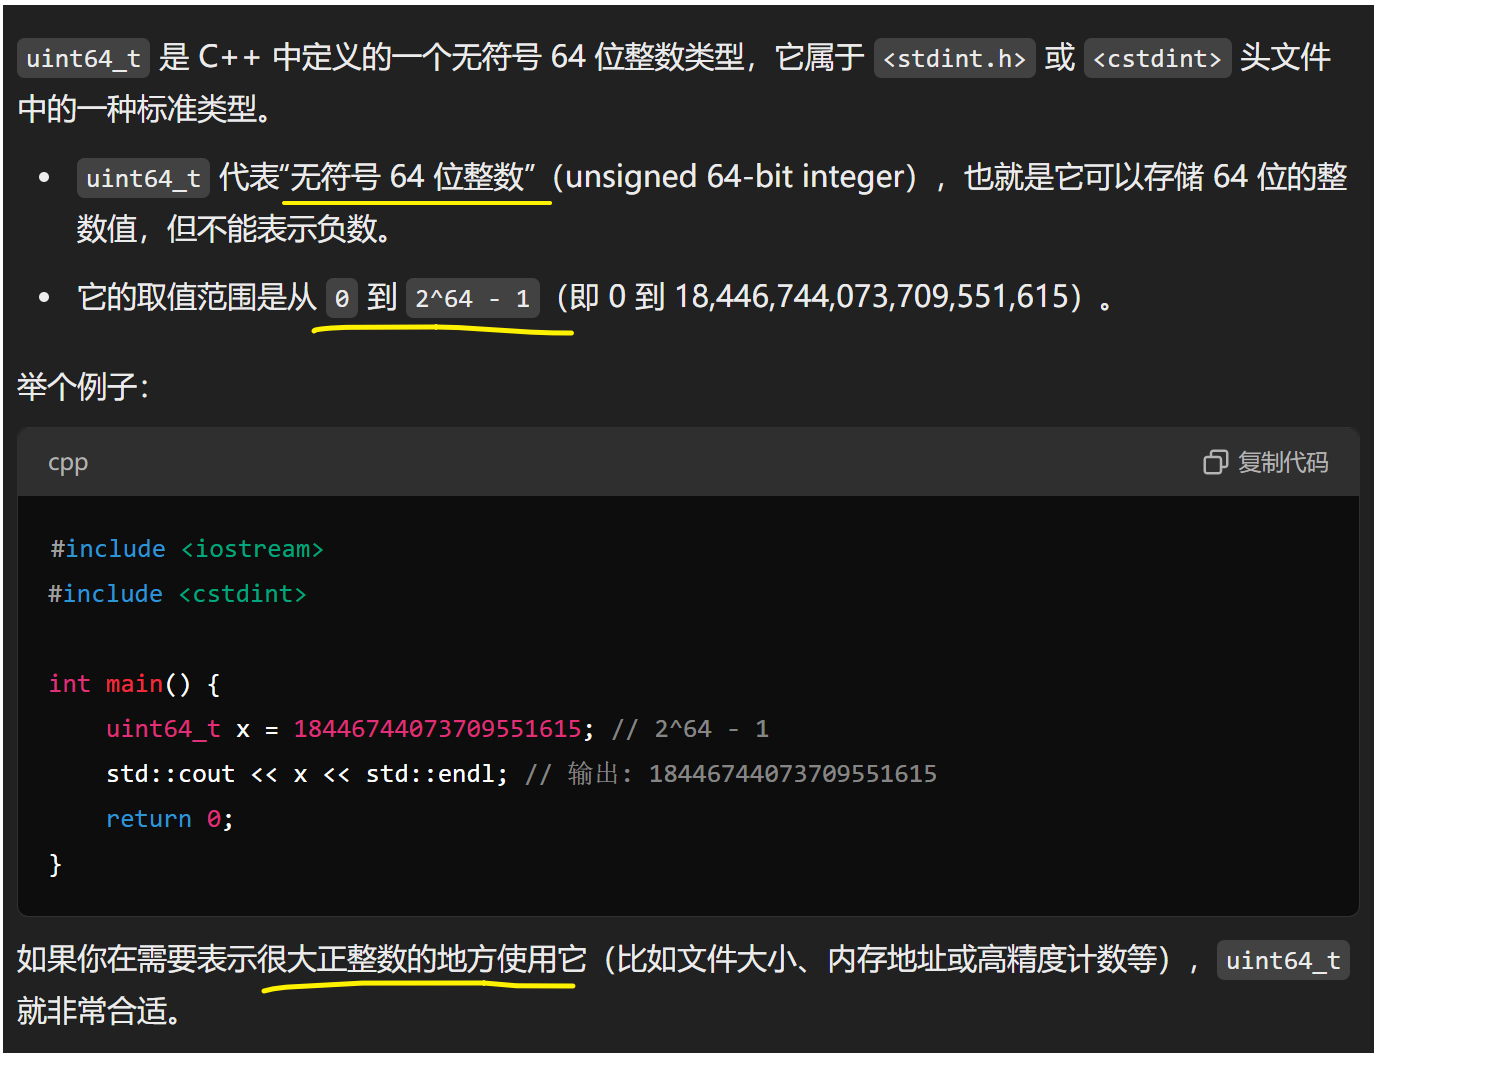 uint64_t 是 C++ 中定义的一个无符号 64 位整数类型，它属于 <stdint.h> 或 <cstdint> 头文件
中的一种标准类型。
• uint64_t 代表“无符号 64 位整数”（unsigned 64-bit integer），也就是它可以存储 64 位的整
数值，但不能表示负数。
• 它的取值范围是从 0 到 2^64 - 1（即 0 到 18,446,744,073,709,551,615）。
举个例子：
cpp 复制代码
#include <iostream>
#include <cstdint>
int main() {
uint64_t x = 18446744073709551615; // 2^64 - 1
std::cout << x << std::endl; // 输出: 18446744073709551615
return 0;
}
如果你在需要表示很大正整数的地方使用它（比如文件大小、内存地址或高精度计数等），uint64_t
就非常合适。